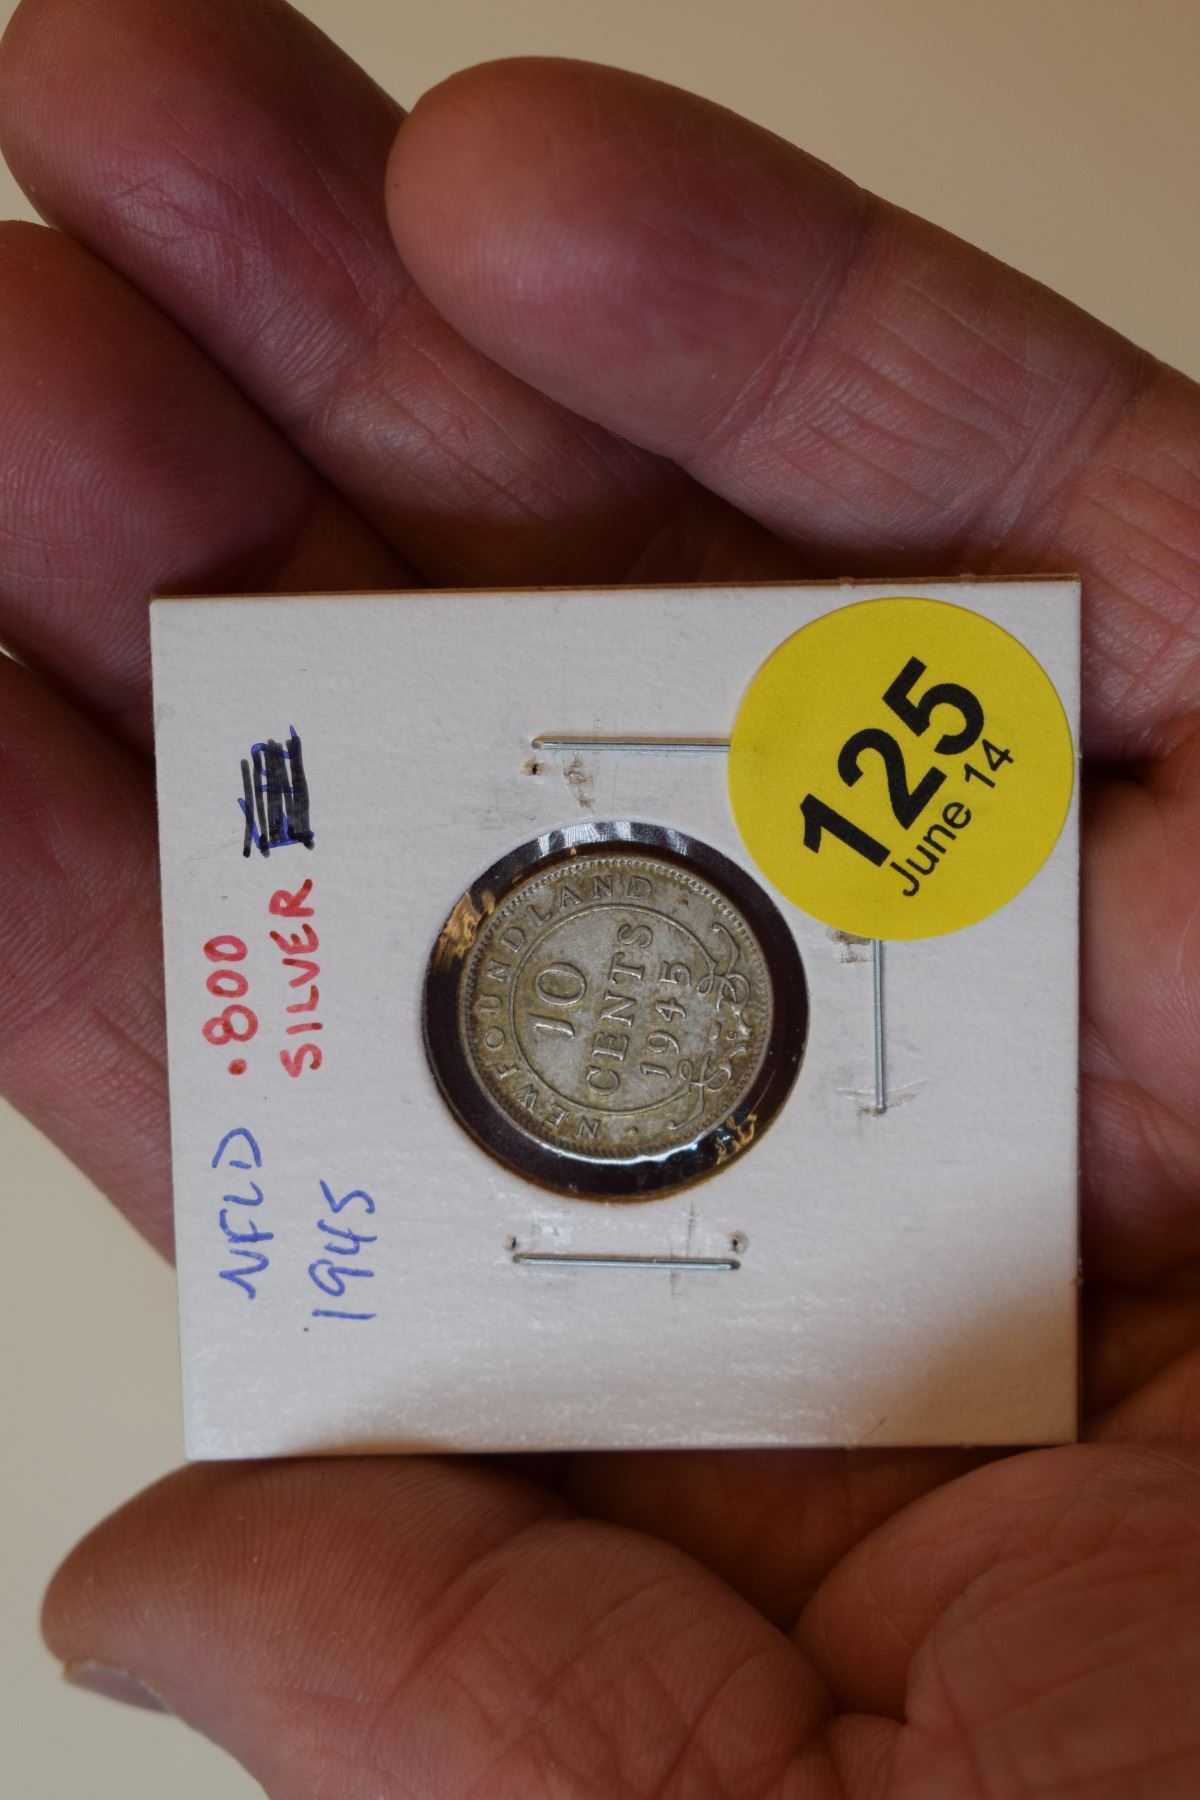 NFLD .800
1945 SILVER
125
June 14
NEWFOUNDLAND
10
CENTS
1945